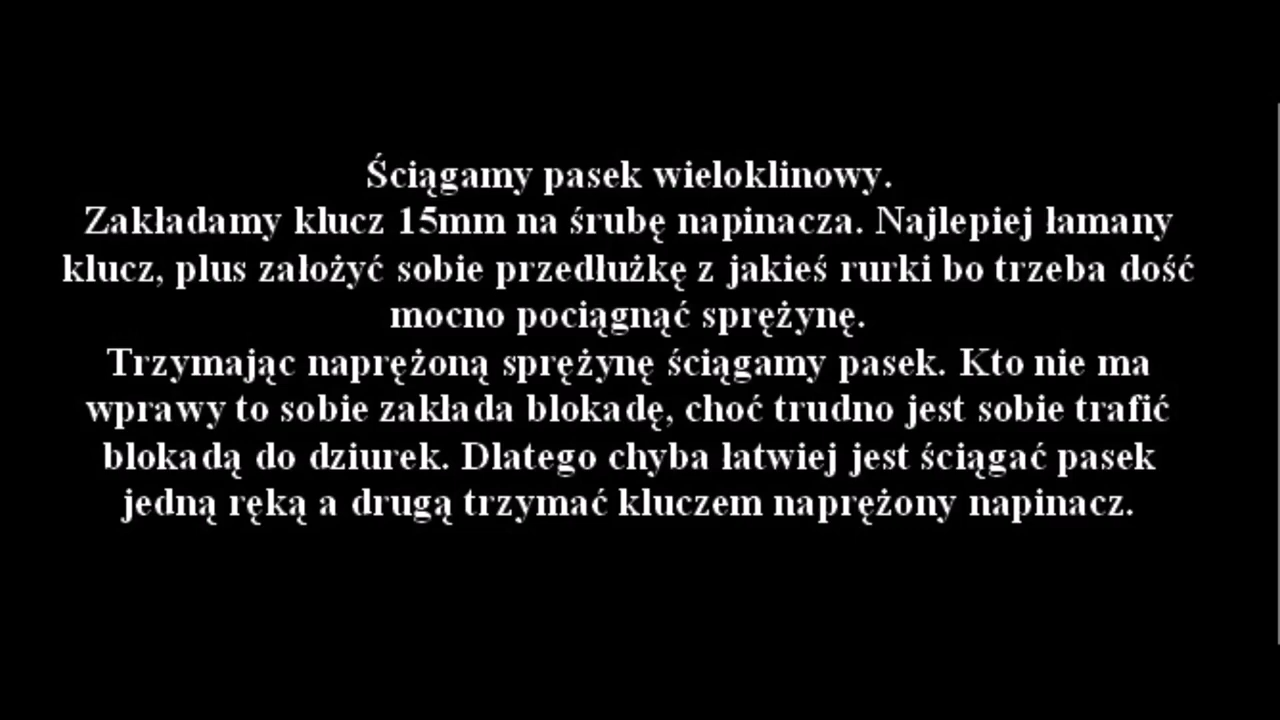 Ściągamy pasek wieloklinowy.
Zakładamy klucz 15mm na śrubę napinacza. Najlepiej łamany
klucz, plus założyć sobie przedłużkę z jakieś rurki bo trzeba dość
mocno pociągnąć sprężynę.
Trzymając naprężoną sprężynę ściągamy pasek. Kto nie ma
wprawy to sobie zakłada blokadę, choć trudno jest sobie trafić
blokadą do dziurek. Dlatego chyba łatwiej jest ściągać pasek
jedną ręką a drugą trzymać kluczem naprężony napinacz.